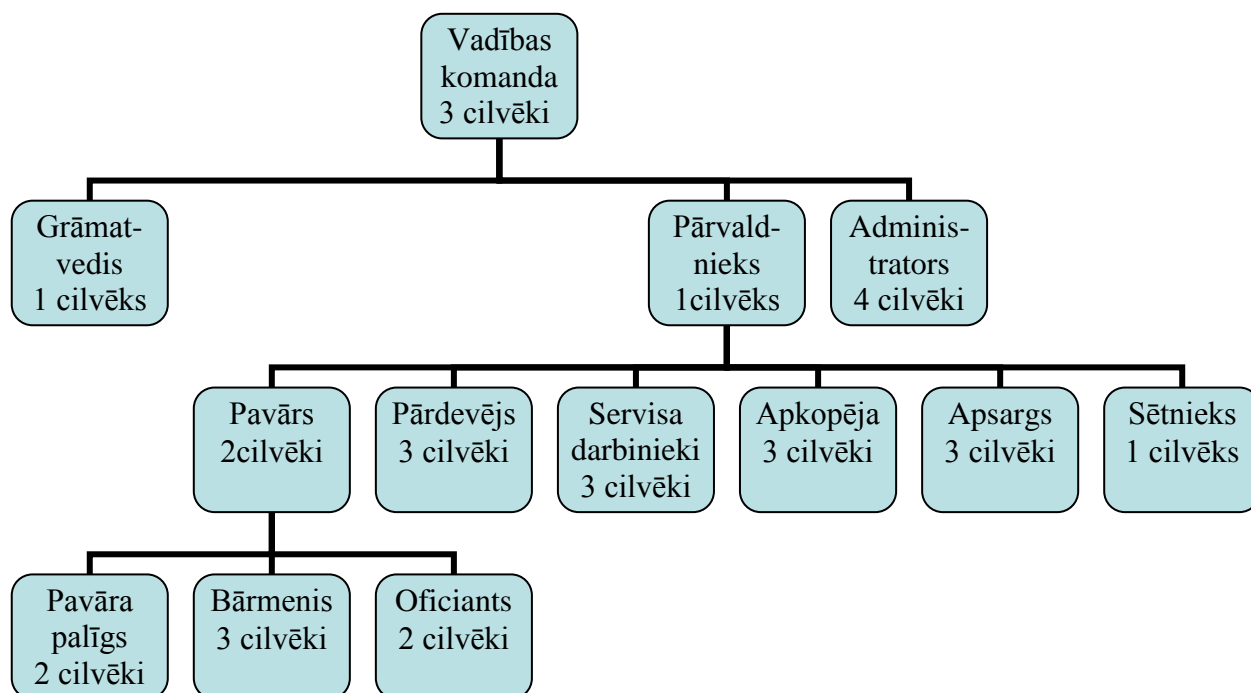 Vadības
komanda
3 cilvēki
Grāmat-
vedis
1 cilvēks
Pārvald-
nieks
1cilvēks
Adminis-
trators
4 cilvēki
Pavārs
2cilvēki
Pārdevējs
3 cilvēki
Servisa
darbinieki
3 cilvēki
Apkopēja
3 cilvēki
Apsargs
3 cilvēki
Sētnieks
1 cilvēks
Pavāra
palīgs
2 cilvēki
Bārmenis
3 cilvēki
Oficiants
2 cilvēki